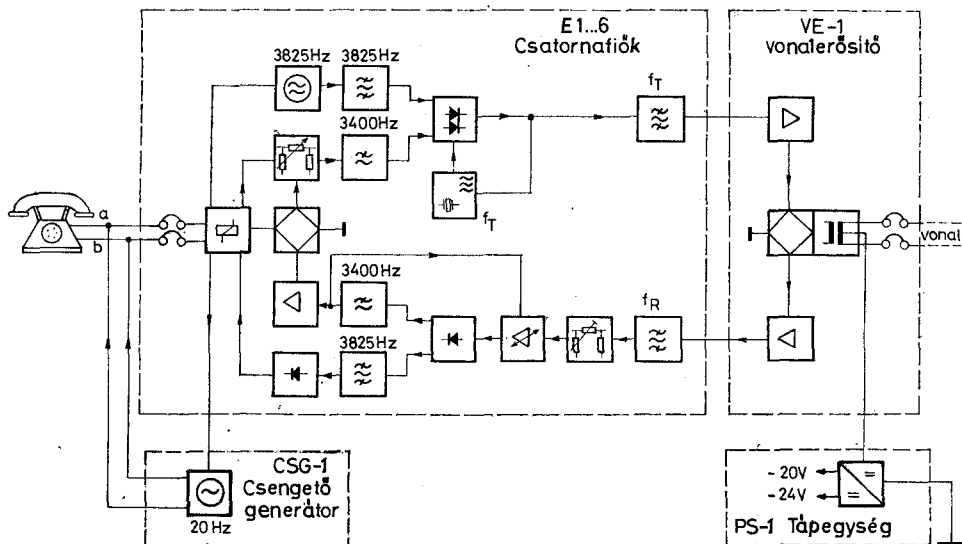 E1...6
Csatornafiók
VE-1
vonalerősítő
3825Hz
3825Hz
f_T
3400Hz
f_T
a
b
vonal
3400Hz
f_R
3825Hz
CSG-1
Csengető
generátor
20Hz
-20V
-24V
PS-1 Tápegység